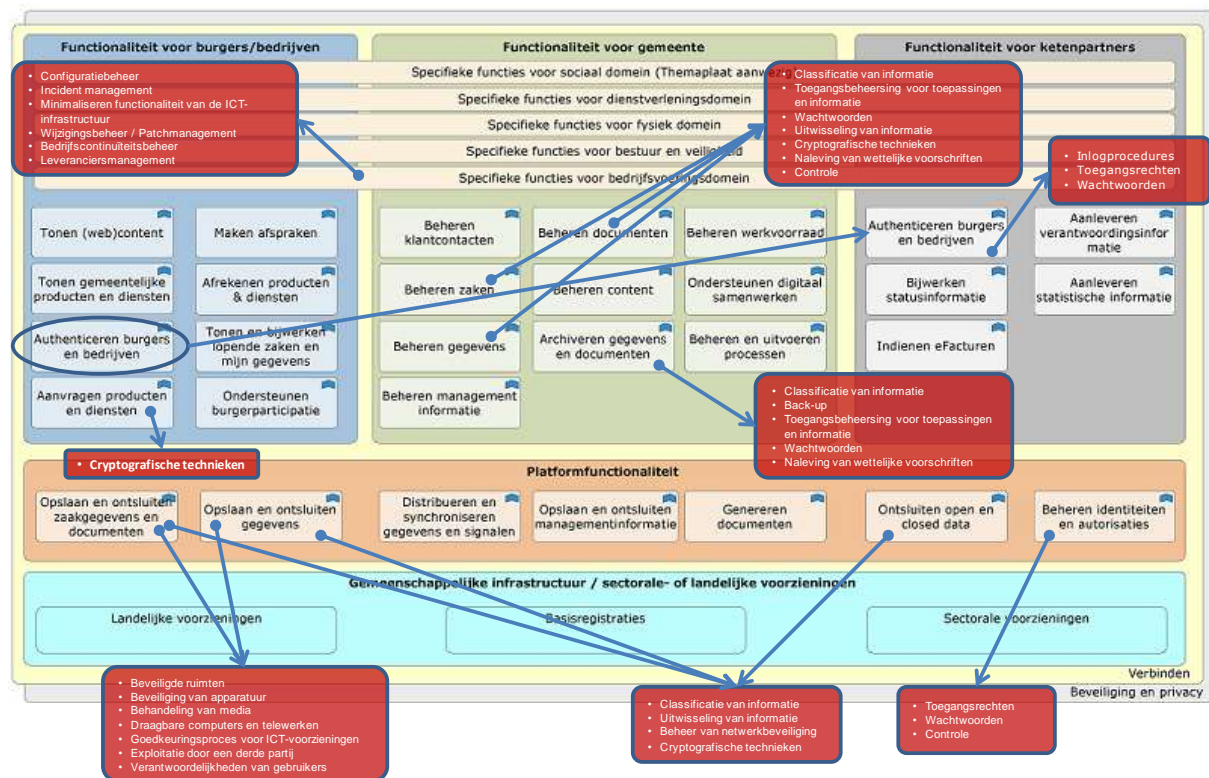 Functionaliteit voor burgers/bedrijven
Functionaliteit voor gemeente
Functionaliteit voor ketenpartners
Specifieke functies voor sociaal domein (Themaplaat aanwezig)
Specifieke functies voor dienstverleningsdomein
Specifieke functies voor fysiek domein
Specifieke functies voor bestuur en veiligheid
Specifieke functies voor bedrijfsvoeringsdomein
• Configuratiebeheer
• Incident management
• Minimaliseren functionaliteit van de ICT-
infrastructuur
• Wijzigingsbeheer / Patchmanagement
• Bedrijfscontinuïteitsbeheer
• Leveranciersmanagement
• Classificatie van informatie
• Toegangsbeheersing voor toepassingen
en informatie
• Wachtwoorden
• Uitwisseling van informatie
• Cryptografische technieken
• Naleving van wettelijke voorschriften
• Controle
• Inlogprocedures
• Toegangsrechten
• Wachtwoorden
Tonen (web)content
Maken afspraken
Tonen gemeentelijke
producten en diensten
Afrekenen producten
& diensten
Authenticeren burgers
en bedrijven
Tonen en bijwerken
lopende zaken en
mijn gegevens
Aanvragen producten
en diensten
Ondersteunen
burgerparticipatie
• Cryptografische technieken
Beheren
klantcontacten
Beheren documenten
Beheren werkvoorraad
Beheren zaken
Beheren content
Ondersteunen digitaal
samenwerken
Beheren gegevens
Archiveren gegevens
en documenten
Beheren en uitvoeren
processen
Beheren management
informatie
Authenticeren burgers
en bedrijven
Aanleveren
verantwoordingsinfor
matie
Bijwerken
statusinformatie
Aanleveren
statistische informatie
Indienen eFacturen
• Classificatie van informatie
• Back-up
• Toegangsbeheersing voor toepassingen
en informatie
• Wachtwoorden
• Naleving van wettelijke voorschriften
Platformfunctionaliteit
Opslaan en ontsluiten
zaakgegevens en
documenten
Opslaan en ontsluiten
gegevens
Distribueren en
synchroniseren
gegevens en signalen
Opslaan en ontsluiten
managementinformatie
Genereren
documenten
Ontsluiten open en
closed data
Beheren identiteiten
en autorisaties
Gemeenschappelijke infrastructuur / sectorale- of landelijke voorzieningen
Landelijke voorzieningen
Basisregistraties
Sectorale voorzieningen
Verbinden
Beveiliging en privacy
• Beveiligde ruimten
• Beveiliging van apparatuur
• Behandeling van media
• Draagbare computers en telewerken
• Goedkeuringsproces voor ICT-voorzieningen
• Exploitatie door een derde partij
• Verantwoordelijkheden van gebruikers
• Classificatie van informatie
• Uitwisseling van informatie
• Beheer van netwerkbeveiliging
• Cryptografische technieken
• Toegangsrechten
• Wachtwoorden
• Controle